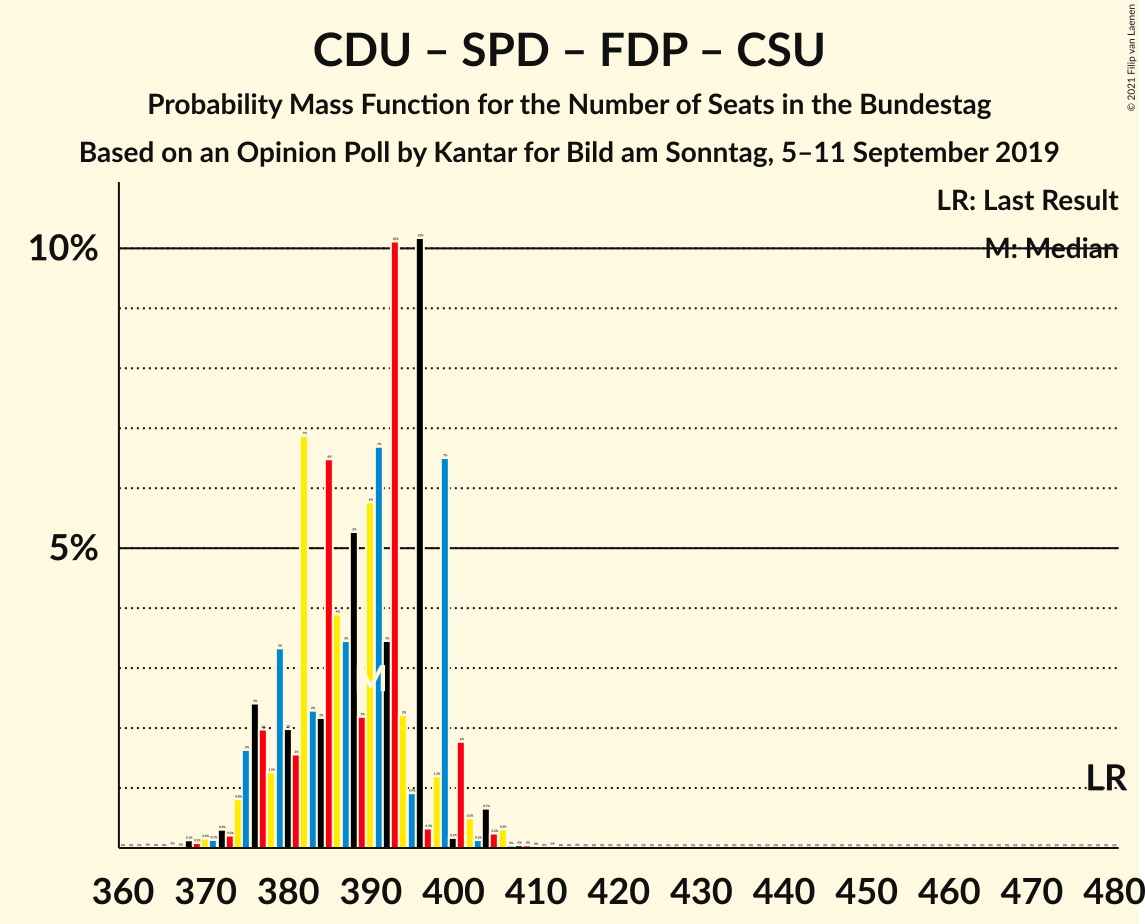 CDU – SPD – FDP – CSU
Probability Mass Function for the Number of Seats in the Bundestag
Based on an Opinion Poll by Kantar for Bild am Sonntag, 5–11 September 2019
© 2021 Filip van Laenen
LR: Last Result
M: Median
10%
5%
M
LR
360 370 380 390 400 410 420 430 440 450 460 470 480